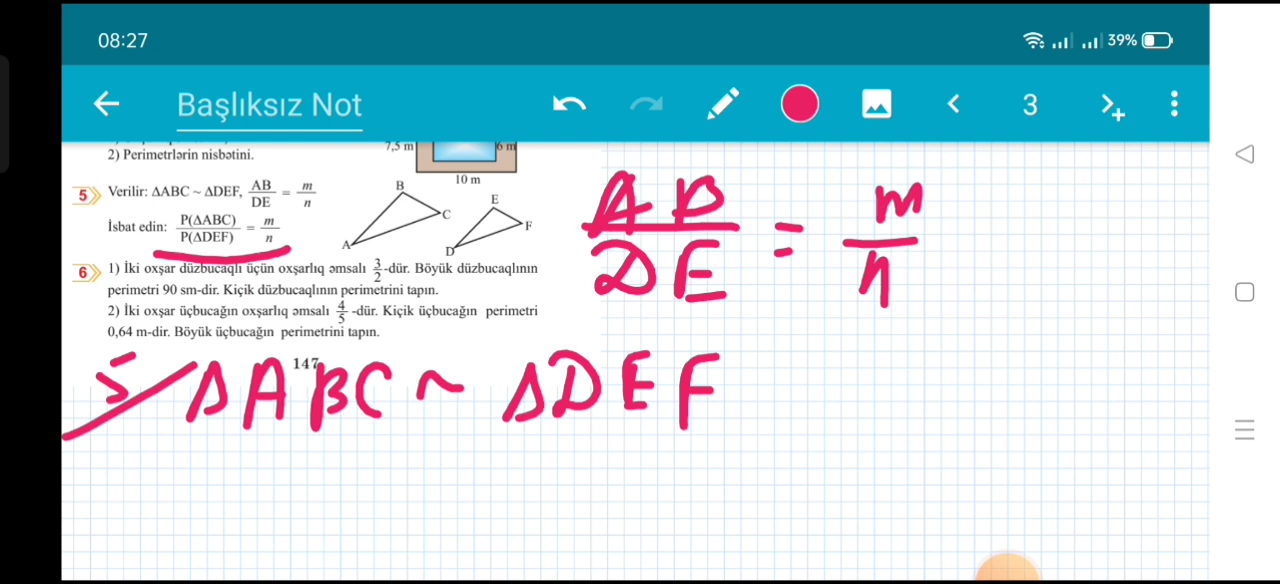 08:27
39%
Başlıksız Not
3
2) Perimetrlərin nisbətini.
7,5 m
6 m
10 m
5 Verilir: ΔABC ~ ΔDEF, AB/DE = m/n
İsbat edin: P(ΔABC)/P(ΔDEF) = m/n
B
C
A
E
F
D
6 1) İki oxşar düzbucaqlı üçün oxşarlıq əmsalı 3/2-dür. Böyük düzbucaqlının
perimetri 90 sm-dir. Kiçik düzbucaqlının perimetrini tapın.
2) İki oxşar üçbucağın oxşarlıq əmsalı 4/5 -dür. Kiçik üçbucağın perimetri
0,64 m-dir. Böyük üçbucağın perimetrini tapın.
147
AB/DE = m/n
5 ΔABC ~ ΔDEF